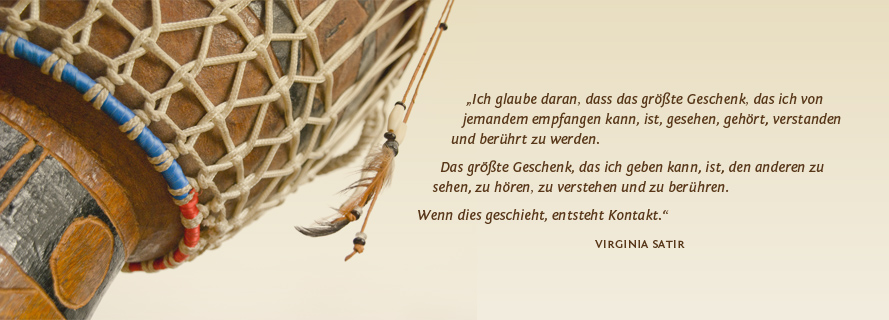 „Ich glaube daran, dass das größte Geschenk, das ich von
jemandem empfangen kann, ist, gesehen, gehört, verstanden
und berührt zu werden.
Das größte Geschenk, das ich geben kann, ist, den anderen zu
sehen, zu hören, zu verstehen und zu berühren.
Wenn dies geschieht, entsteht Kontakt.“
VIRGINIA SATIR